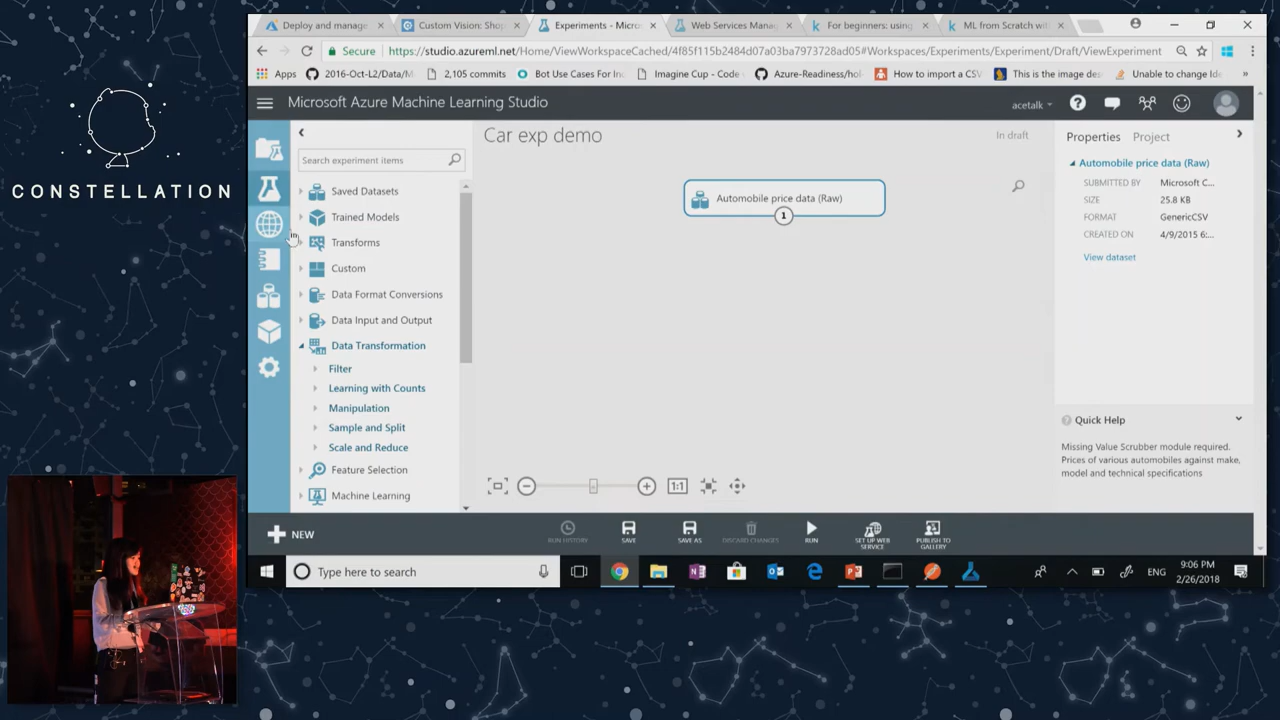 CONSTELLATION
Deploy and manage
Custom Vision: Sho
Experiments - Micros
Web Services Mana
For beginners: using
ML from Scratch with
Secure
https://studio.azureml.net/Home/ViewWorkspaceCached/4f85f115b2484d07a03ba7973728ad05#Workspaces/Experiments/Experiment/Draft/ViewExperiment
Apps
2016-Oct-L2/Data/M
2,105 commits
Bot Use Cases For Inc
Imagine Cup - Code
Azure-Readiness/hol
How to import a CSV
This is the image des
Unable to change Ide
»
Microsoft Azure Machine Learning Studio
acetalk
Search experiment items
Saved Datasets
Trained Models
Transforms
Custom
Data Format Conversions
Data Input and Output
Data Transformation
Filter
Learning with Counts
Manipulation
Sample and Split
Scale and Reduce
Feature Selection
Machine Learning
Car exp demo
In draft
Automobile price data (Raw)
1
1:1
Properties
Project
Automobile price data (Raw)
SUBMITTED BY Microsoft C...
SIZE 25.8 KB
FORMAT GenericCSV
CREATED ON 4/9/2015 6:...
View dataset
Quick Help
Missing Value Scrubber module required.
Prices of various automobiles against make,
model and technical specifications
NEW
RUN HISTORY
SAVE
SAVE AS
DISCARD CHANGES
RUN
SET UP WEB
SERVICE
PUBLISH TO
GALLERY
Type here to search
ENG
9:06 PM
2/26/2018